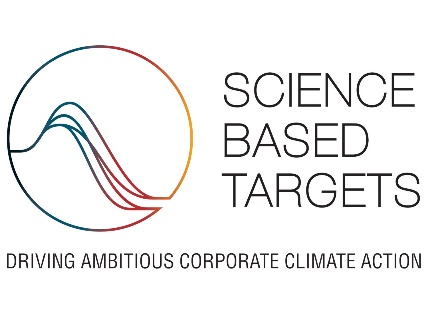 SCIENCE
BASED
TARGETS
DRIVING AMBITIOUS CORPORATE CLIMATE ACTION